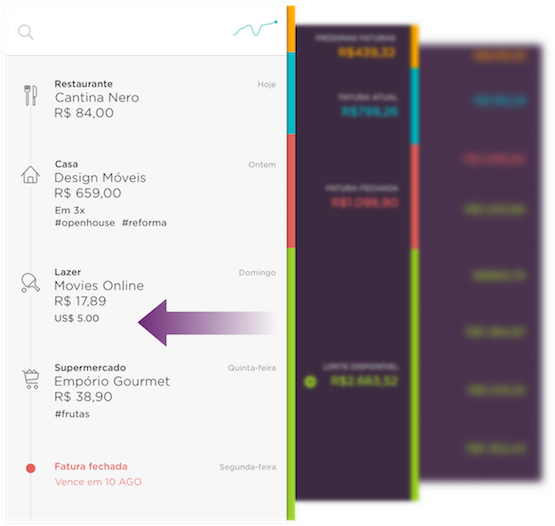 Restaurante
Hoje
Cantina Nero
R$ 84,00
Casa
Ontem
Design Móveis
R$ 659,00
Em 3x
#openhouse #reforma
Lazer
Domingo
Movies Online
R$ 17,89
US$ 5.00
Supermercado
Quinta-feira
Empório Gourmet
R$ 38,90
#frutas
Fatura fechada
Segunda-feira
Vence em 10 AGO
PRÓXIMAS FATURAS
R$439,32
FATURA ATUAL
R$799,26
FATURA FECHADA
R$1.098,90
LIMITE DISPONÍVEL
R$2.663,52